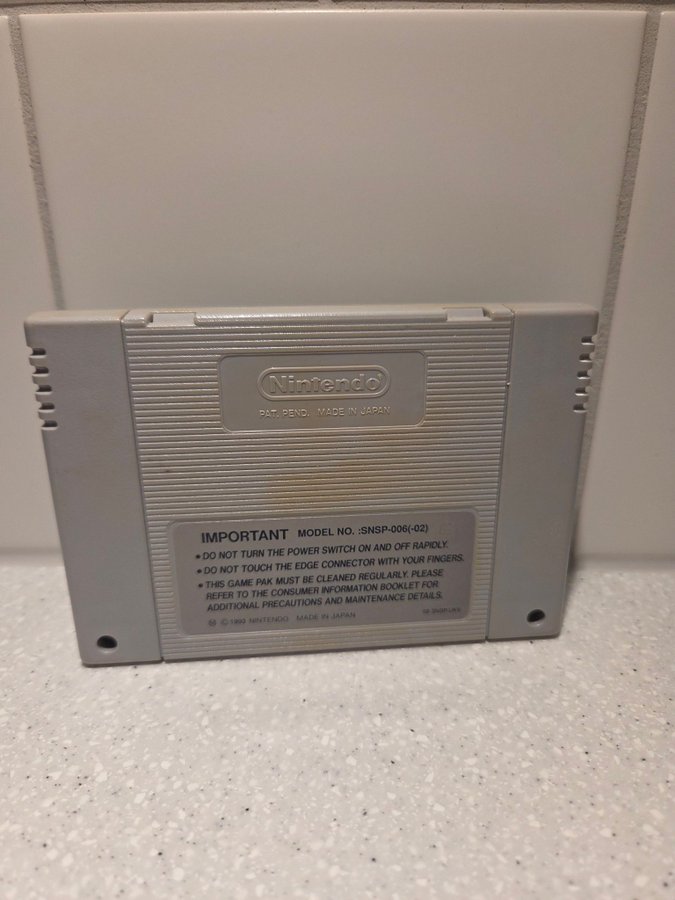 Nintendo
PAT. PEND. MADE IN JAPAN
IMPORTANT MODEL NO. :SNSP-006(-02)
•DO NOT TURN THE POWER SWITCH ON AND OFF RAPIDLY.
•DO NOT TOUCH THE EDGE CONNECTOR WITH YOUR FINGERS.
•THIS GAME PAK MUST BE CLEANED REGULARLY. PLEASE
REFER TO THE CONSUMER INFORMATION BOOKLET FOR
ADDITIONAL PRECAUTIONS AND MAINTENANCE DETAILS.
Ⓜ © 1993 NINTENDO MADE IN JAPAN